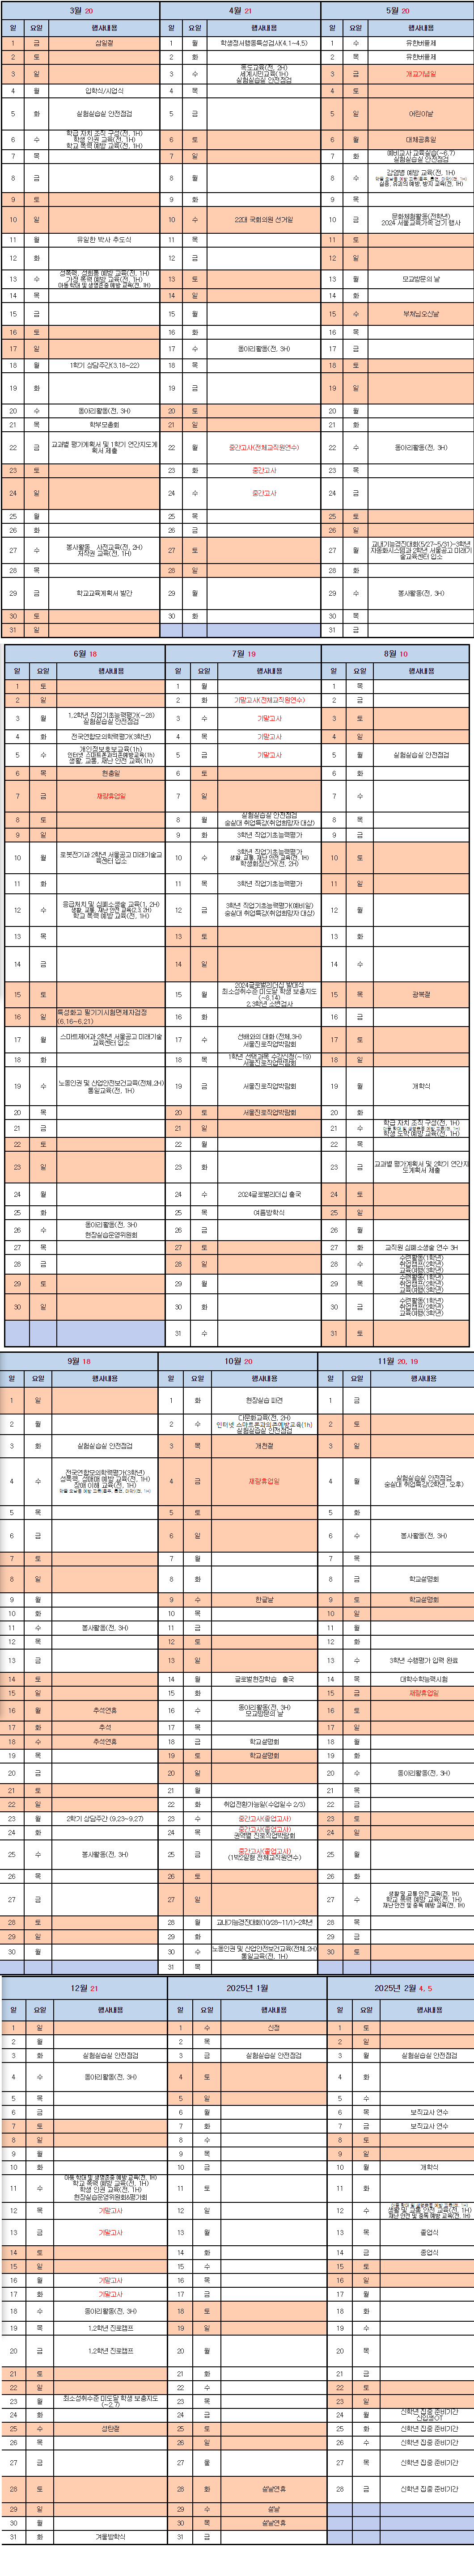 3월 20 4월 21 5월 20
일 요일 행사내용 일 요일 행사내용 일 요일 행사내용
1 금 삼일절 1 월 학생정서행동특성검사(4.1~4.5) 1 수 유한버들제
2 토 2 화 2 목 유한버들제
3 일 3 수 독도교육(전, 2H)
세계시민교육(1H)
실험실습실 안전점검 3 금 개교기념일
4 월 입학식/시업식 4 목 4 토
5 화 실험실습실 안전점검 5 금 5 일 어린이날
6 수 학급 자치 조직 구성(전, 1H)
학생 인권 교육(전, 1H)
학교 폭력 예방 교육(전, 1H) 6 토 6 월 대체공휴일
7 목 7 일 7 화 예비교사 교육실습(~6.7)
실험실습실 안전점검
8 금 8 월 8 수 감염병 예방 교육(전, 1H)
실종, 유괴의 예방, 방지 교육(전, 1H)
9 토 9 화 9 목
10 일 10 수 22대 국회의원 선거일 10 금 문화체험활동(전학년)
2024 서울교육가족 걷기 행사
11 월 유일한 박사 추도식 11 목 11 토
12 화 12 금 12 일
13 수 성폭력, 성희롱 예방 교육(전, 1H)
가정 폭력 예방 교육(전, 1H)
아동 학대 및 생명존중 예방 교육(전, 1H) 13 토 13 월 모교방문의 날
14 목 14 일 14 화
15 금 15 월 15 수 부처님오신날
16 토 16 화 16 목
17 일 17 수 동아리활동(전, 3H) 17 금
18 월 1학기 상담주간(3.18~22) 18 목 18 토
19 화 19 금 19 일
20 수 동아리활동(전, 3H) 20 토 20 월
21 목 학부모총회 21 일 21 화
22 금 교과별 평가계획서 및 1학기 연간지도계
획서 제출 22 월 중간고사(전체교직원연수) 22 수 동아리활동(전, 3H)
23 토 23 화 중간고사 23 목
24 일 24 수 중간고사 24 금
25 월 25 목 25 토
26 화 26 금 26 일
27 수 봉사활동 사전교육(전, 2H)
저작권 교육(전, 1H) 27 토 27 월 교내기능경진대회(5/27~5/31)-3학년
자동화시스템과 2학년 서울공고 미래기
술교육센터 입소
28 목 28 일 28 화
29 금 학교교육계획서 발간 29 월 29 수 봉사활동(전, 3H)
30 토 30 화 30 목
31 일 31 금
6월 18 7월 19 8월 10
일 요일 행사내용 일 요일 행사내용 일 요일 행사내용
1 토 1 월 1 목
2 일 2 화 기말고사(전체교직원연수) 2 금
3 월 1,2학년 직업기초능력평가(~28)
실험실습실 안전점검 3 수 기말고사 3 토
4 화 전국연합모의학력평가(3학년) 4 목 기말고사 4 일
5 수 개인정보보호교육(1h)
인터넷 스마트폰과의존예방교육(1h)
생활, 교통, 재난 안전 교육(1h) 5 금 기말고사 5 월 실험실습실 안전점검
6 목 현충일 6 토 6 화
7 금 재량휴업일 7 일 7 수
8 토 8 월 실험실습실 안전점검
숭실대 취업특강(취업희망자 대상) 8 목
9 일 9 화 3학년 직업기초능력평가 9 금
10 월 로봇전기과 2학년 서울공고 미래기술교
육센터 입소 10 수 3학년 직업기초능력평가
생활, 교통, 재난 안전 교육(전, 1H)
학생회장선거(전, 2H) 10 토
11 화 11 목 3학년 직업기초능력평가 11 일
12 수 응급처치 및 심폐소생술 교육(1, 2H)
생활, 교통, 재난 안전 교육(2,3, 2H)
학교 폭력 예방 교육(전, 1H) 12 금 3학년 직업기초능력평가(예비일)
숭실대 취업특강(취업희망자 대상) 12 월
13 목 13 토 13 화
14 금 14 일 14 수
15 토 15 월 2024글로벌리더십 발대식
최소성취수준 미도달 학생 보충지도
(~8.14)
2,3학년 소변검사 15 목 광복절
16 일 특성화고 필기시험면제자검정
(6.16~6.21) 16 화 16 금
17 월 스마트제어과 2학년 서울공고 미래기술
교육센터 입소 17 수 선배와의 대화 (전체,3H)
서울진로직업박람회 17 토
18 화 18 목 1학년 선택과목 수강신청(~19)
서울진로직업박람회 18 일
19 수 노동인권 및 산업안전보건교육(전체,2H)
통일교육(전, 1H) 19 금 서울진로직업박람회 19 월 개학식
20 목 20 토 서울진로직업박람회 20 화
21 금 21 일 21 수 학급 자치 조직 구성(전, 1H)
학생 도박 예방 교육(전, 1H)
22 토 22 월 22 목
23 일 23 화 23 금 교과별 평가계획서 및 2학기 연간지
도계획서 제출
24 월 24 수 2024글로벌리더십 출국 24 토
25 화 25 목 여름방학식 25 일
26 수 동아리활동(전, 3H)
현장실습운영위원회 26 금 26 월
27 목 27 토 27 화 교직원 심폐소생술 연수 3H
28 금 28 일 28 수 수련활동(1학년)
취업캠프(2학년)
교육여행(3학년)
29 토 29 월 29 목 수련활동(1학년)
취업캠프(2학년)
교육여행(3학년)
30 일 30 화 30 금 수련활동(1학년)
취업캠프(2학년)
교육여행(3학년)
31 수 31 토
9월 18 10월 20 11월 20, 19
일 요일 행사내용 일 요일 행사내용 일 요일 행사내용
1 일 1 화 현장실습 파견 1 금
2 월 2 수 다문화교육(전, 2H)
인터넷 스마트폰과의존예방교육(1h)
실험실습실 안전점검 2 토
3 화 실험실습실 안전점검 3 목 개천절 3 일
4 수 전국연합모의학력평가(3학년)
성폭력, 성매매 예방 교육(전, 1H)
장애 이해 교육(전, 1H) 4 금 재량휴업일 4 월 실험실습실 안전점검
숭실대 취업특강(2학년, 오후)
5 목 5 토 5 화
6 금 6 일 6 수 봉사활동(전, 3H)
7 토 7 월 7 목
8 일 8 화 8 금 학교설명회
9 월 9 수 한글날 9 토 학교설명회
10 화 10 목 10 일
11 수 봉사활동(전, 3H) 11 금 11 월
12 목 12 토 12 화
13 금 13 일 13 수 3학년 수행평가 입력 완료
14 토 14 월 글로벌현장학습 출국 14 목 대학수학능력시험
15 일 15 화 15 금 재량휴업일
16 월 추석연휴 16 수 동아리활동(전, 3H)
모교방문의 날 16 토
17 화 추석 17 목 17 일
18 수 추석연휴 18 금 학교설명회 18 월
19 목 19 토 학교설명회 19 화
20 금 20 일 20 수 동아리활동(전, 3H)
21 토 21 월 21 목
22 일 22 화 취업전환가능일(수업일수 2/3) 22 금
23 월 2학기 상담주간 (9.23~9.27) 23 수 중간고사(졸업고사) 23 토
24 화 24 목 중간고사(졸업고사)
권역별 진로직업박람회 24 일
25 수 봉사활동(전, 3H) 25 금 중간고사(졸업고사)
(1박2일형 전체교직원연수) 25 월
26 목 26 토 26 화
27 금 27 일 27 수 생활 및 교통 안전 교육(전, 1H)
학교 폭력 예방 교육(전, 1H)
재난 안전 및 중독 예방 교육(전, 1H)
28 토 28 월 교내기능경진대회(10/28~11/1)-2학년 28 목
29 일 29 화 29 금
30 월 30 수 노동인권 및 산업안전보건교육(전체,2H)
통일교육(전, 1H) 30 토
31 목
12월 21 2025년 1월 2025년 2월 4, 5
일 요일 행사내용 일 요일 행사내용 일 요일 행사내용
1 일 1 수 신정 1 토
2 월 2 목 2 일
3 화 실험실습실 안전점검 3 금 실험실습실 안전점검 3 월 실험실습실 안전점검
4 수 동아리활동(전, 3H) 4 토 4 화
5 목 5 일 5 수
6 금 6 월 6 목 보직교사 연수
7 토 7 화 7 금 보직교사 연수
8 일 8 수 8 토
9 월 9 목 9 일
10 화 10 금 10 월 개학식
11 수 아동 학대 및 생명존중 예방 교육(전, 1H)
학교 폭력 예방 교육(전, 1H)
학생 인권 교육(전, 1H)
현장실습운영위원회&평가회 11 토 11 화
12 목 기말고사 12 일 12 수 생활 및 교통 안전 교육(전, 1H)
재난 안전 및 중독 예방 교육(전, 1H)
13 금 기말고사 13 월 13 목 졸업식
14 토 14 화 14 금 종업식
15 일 15 수 15 토
16 월 기말고사 16 목 16 일
17 화 기말고사 17 금 17 월
18 수 동아리활동(전, 3H) 18 토 18 화
19 목 1,2학년 진로캠프 19 일 19 수
20 금 1,2학년 진로캠프 20 월 20 목
21 토 21 화 21 금
22 일 22 수 22 토
23 월 최소성취수준 미도달 학생 보충지도
(~2.7) 23 목 23 일
24 화 24 금 24 월 신학년 집중 준비기간
신입생OT
25 수 성탄절 25 토 25 화 신학년 집중 준비기간
26 목 26 일 26 수 신학년 집중 준비기간
27 금 27 월 27 목 신학년 집중 준비기간
28 토 28 화 설날연휴 28 금 신학년 집중 준비기간
29 일 29 수 설날
30 월 30 목 설날연휴
31 화 겨울방학식 31 금